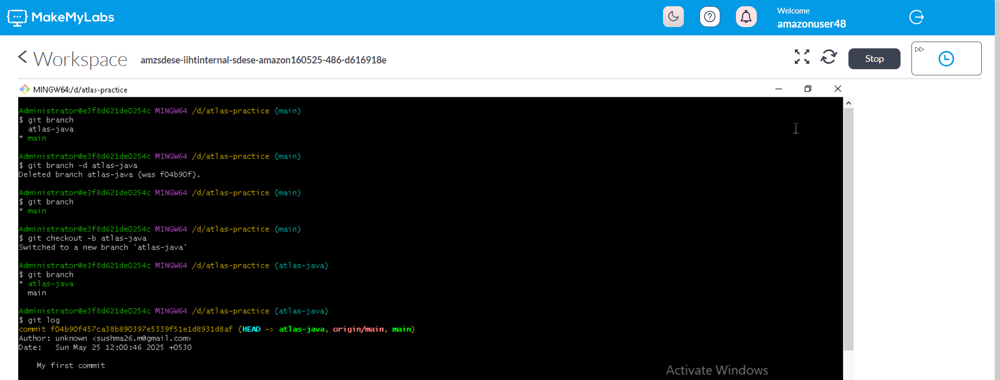 MakeMyLabs
Welcome
amazonuser48
Workspace amzsdese-iihtinternal-sdese-amazon160525-486-d616918e
Stop
MINGW64:/d/atlas-practice
Administrator@e3f8d621de0254c MINGW64 /d/atlas-practice (main)
$ git branch
  atlas-java
* main
Administrator@e3f8d621de0254c MINGW64 /d/atlas-practice (main)
$ git branch -d atlas-java
Deleted branch atlas-java (was f04b90f).
Administrator@e3f8d621de0254c MINGW64 /d/atlas-practice (main)
$ git branch
* main
Administrator@e3f8d621de0254c MINGW64 /d/atlas-practice (main)
$ git checkout -b atlas-java
Switched to a new branch 'atlas-java'
Administrator@e3f8d621de0254c MINGW64 /d/atlas-practice (atlas-java)
$ git branch
* atlas-java
  main
Administrator@e3f8d621de0254c MINGW64 /d/atlas-practice (atlas-java)
$ git log
commit f04b90f457ca38b890397e5339f51e1d8931d8af (HEAD -> atlas-java, origin/main, main)
Author: unknown <sushma26.m@gmail.com>
Date:   Sun May 25 12:00:46 2025 +0530
    My first commit
Activate Windows